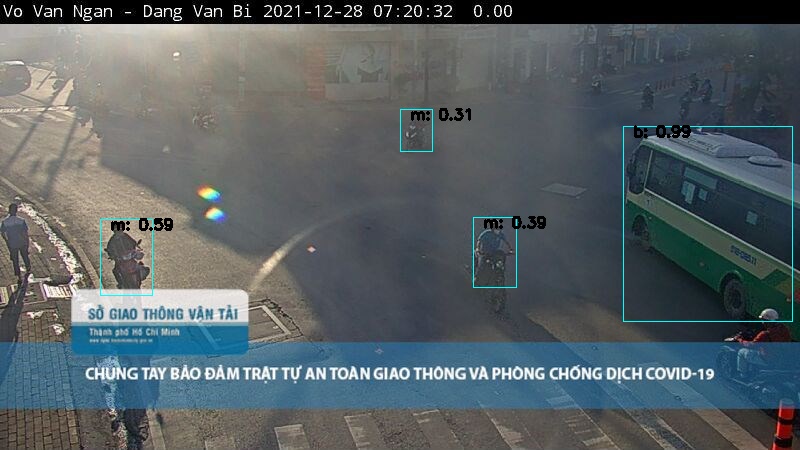 Vo Van Ngan - Dang Van Bi 2021-12-28 07:20:32  0.00
m: 0.31
b: 0.99
m: 0.59
m: 0.39
SỞ GIAO THÔNG VẬN TẢI
Thành phố Hồ Chí Minh
CHUNG TAY BẢO ĐẢM TRẬT TỰ AN TOÀN GIAO THÔNG VÀ PHÒNG CHỐNG DỊCH COVID-19